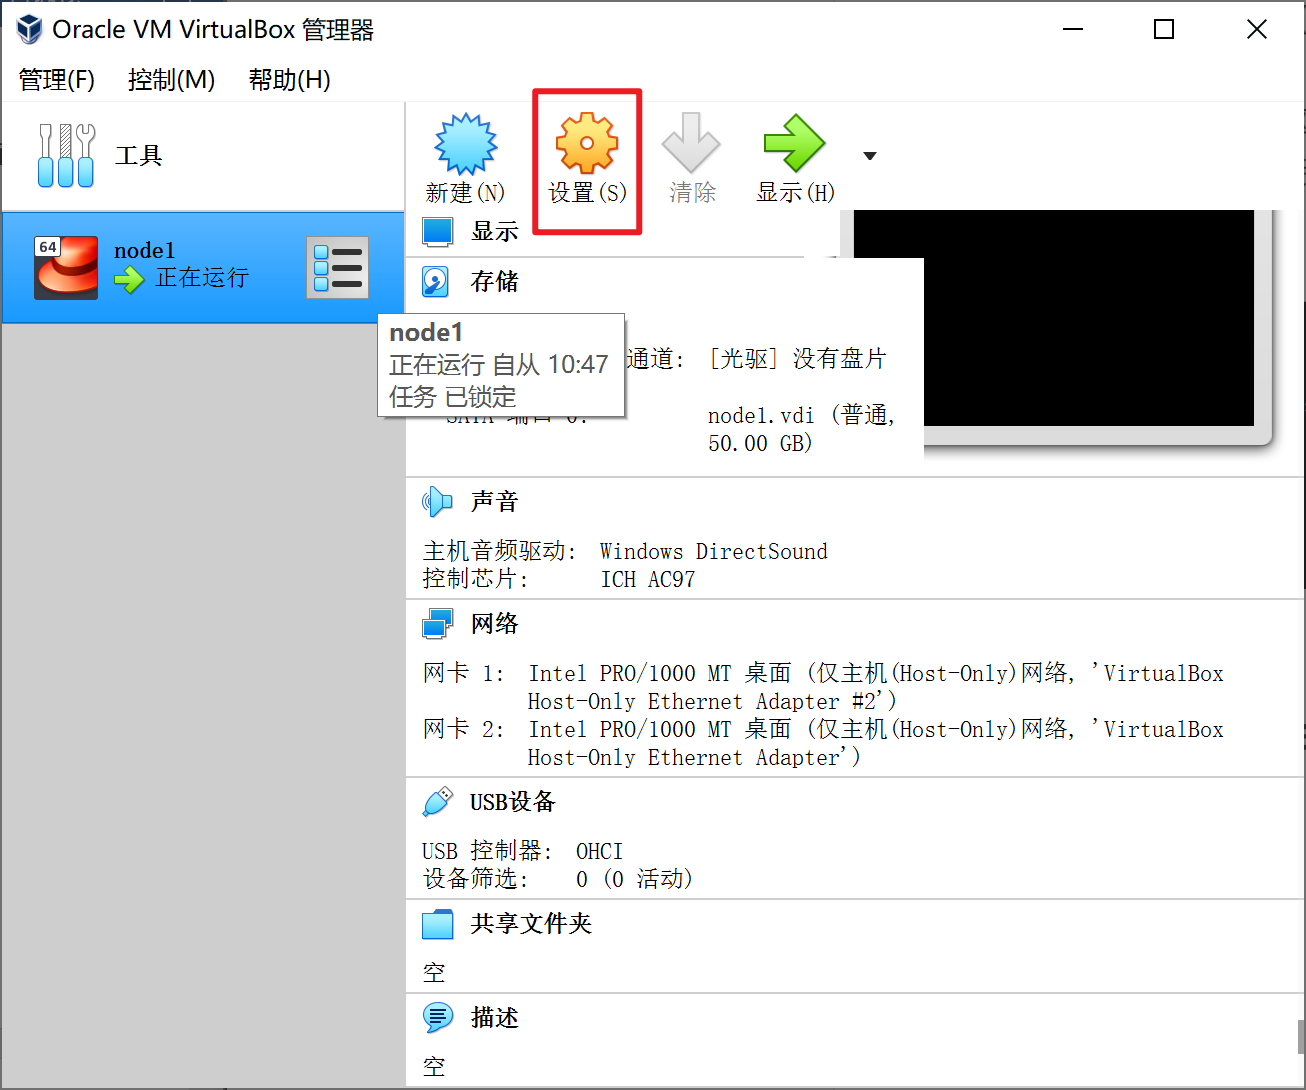 Oracle VM VirtualBox 管理器
管理(F) 控制(M) 帮助(H)
工具
新建(N) 设置(S) 清除 显示(H)
64
node1
正在运行
显示
存储
node1
正在运行 自从 10:47
任务 已锁定
通道: [光驱] 没有盘片
SATA 端口 0: node1.vdi (普通,
50.00 GB)
声音
主机音频驱动: Windows DirectSound
控制芯片: ICH AC97
网络
网卡 1: Intel PRO/1000 MT 桌面 (仅主机(Host-Only)网络, 'VirtualBox
Host-Only Ethernet Adapter #2')
网卡 2: Intel PRO/1000 MT 桌面 (仅主机(Host-Only)网络, 'VirtualBox
Host-Only Ethernet Adapter')
USB设备
USB 控制器: OHCI
设备筛选: 0 (0 活动)
共享文件夹
空
描述
空